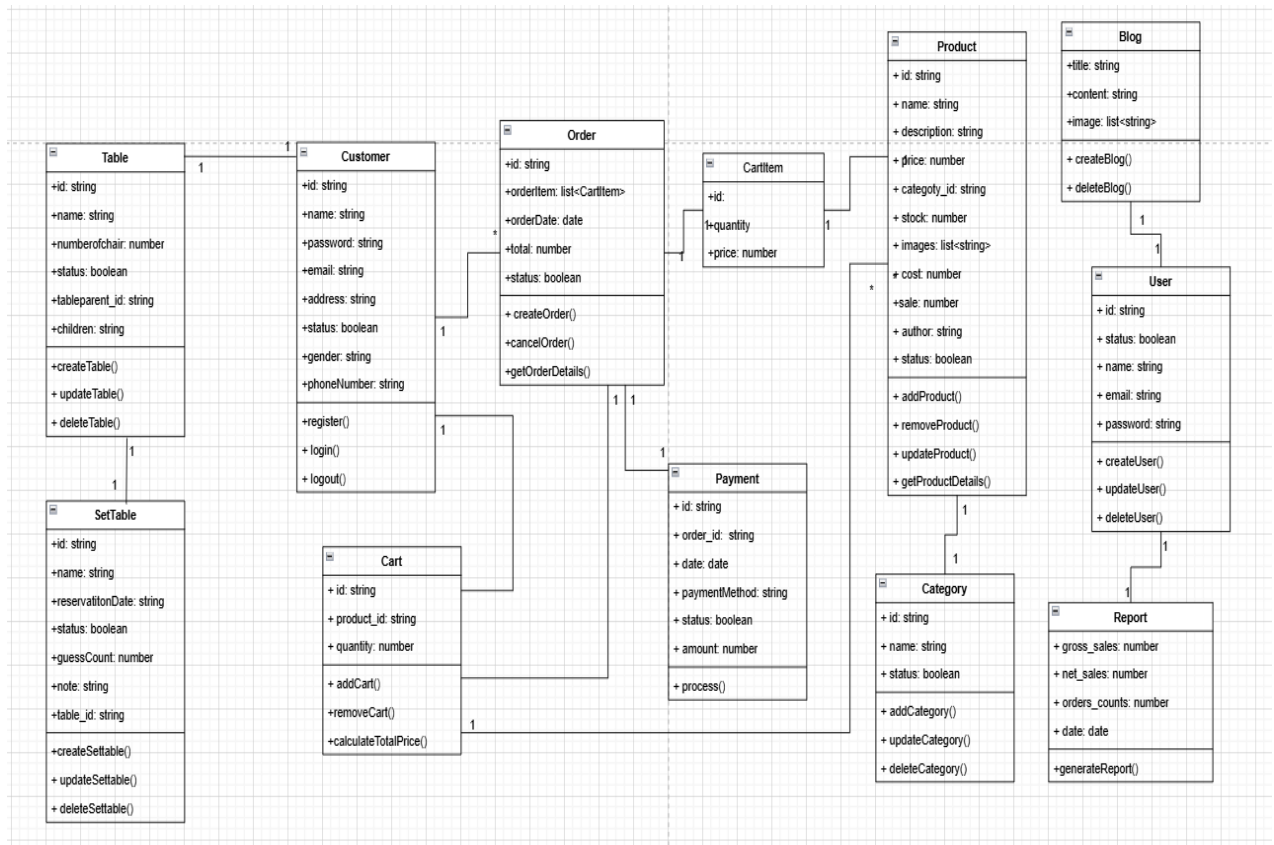 Table
+id: string
+name: string
+numberofchair: number
+status: boolean
+tableparent_id: string
+children: string
+createTable()
+ updateTable()
+ deleteTable()
1
1
1
1
SetTable
+id: string
+name: string
+reservatitonDate: string
+status: boolean
+guessCount: number
+note: string
+table_id: string
+createSettable()
+ updateSettable()
+ deleteSettable()
Customer
+id: string
+name: string
+password: string
+email: string
+address: string
+status: boolean
+gender: string
+phoneNumber: string
+register()
+ login()
+ logout()
1
*
1
Cart
+ id: string
+ product_id: string
+ quantity: number
+ addCart()
+removeCart()
+calculateTotalPrice()
1
Order
+id: string
+orderItem: list<CartItem>
+orderDate: date
+total: number
+status: boolean
+ createOrder()
+cancelOrder()
+getOrderDetails()
1
1
1
1
Payment
+ id: string
+ order_id: string
+ date: date
+ paymentMethod: string
+ status: boolean
+ amount: number
+ process()
CartItem
+id:
1+quantity
+price: number
1
Product
+ id: string
+ name: string
+ description: string
+ price: number
+ categoty_id: string
+ stock: number
+ images: list<string>
+ cost: number
+sale: number
+ author: string
+ status: boolean
+ addProduct()
+ removeProduct()
+ updateProduct()
+ getProductDetails()
*
1
1
Category
+ id: string
+ name: string
+ status: boolean
+ addCategory()
+ updateCategory()
+ deleteCategory()
Blog
+title: string
+content: string
+image: list<string>
+ createBlog()
+ deleteBlog()
1
1
User
+ id: string
+ status: boolean
+ name: string
+ email: string
+ password: string
+ createUser()
+ updateUser()
+ deleteUser()
1
1
Report
+ gross_sales: number
+ net_sales: number
+ orders_counts: number
+ date: date
+generateReport()